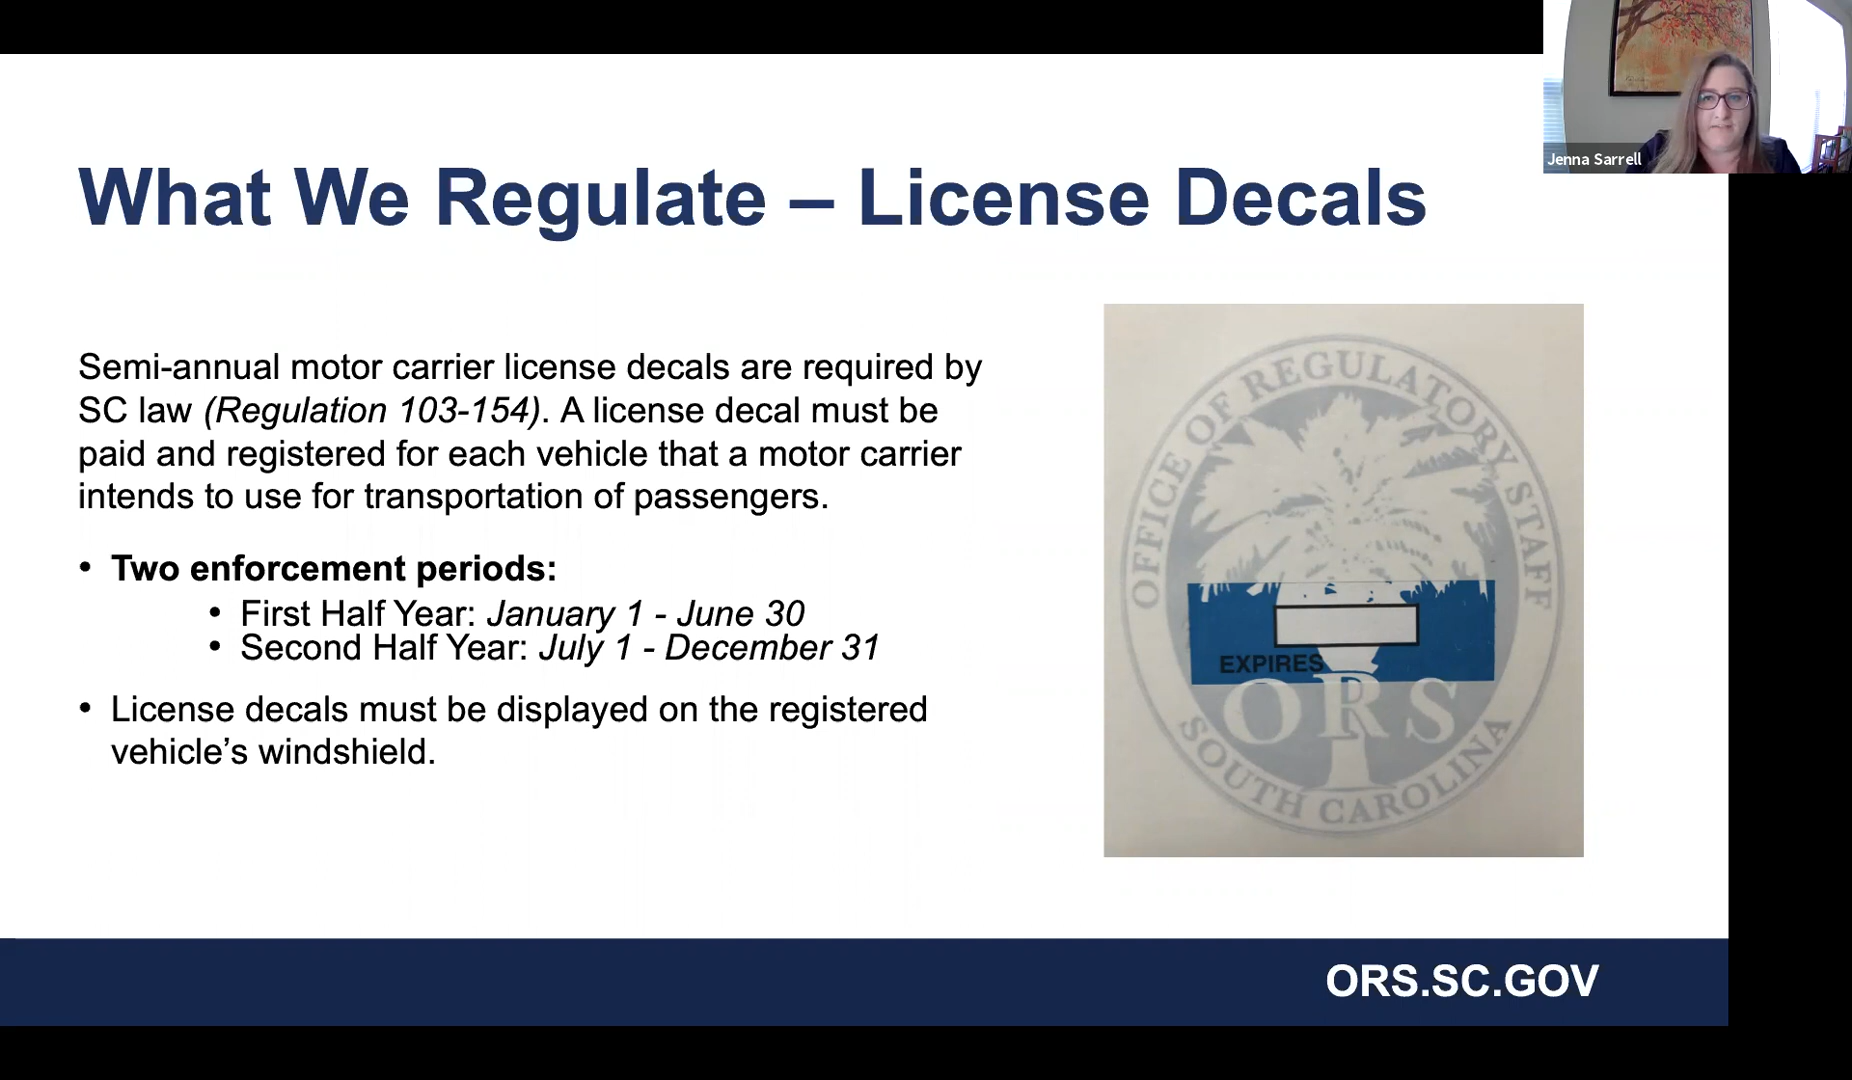 Jenna Sarrell
What We Regulate – License Decals
Semi-annual motor carrier license decals are required by
SC law (Regulation 103-154). A license decal must be
paid and registered for each vehicle that a motor carrier
intends to use for transportation of passengers.
• Two enforcement periods:
• First Half Year: January 1 - June 30
• Second Half Year: July 1 - December 31
• License decals must be displayed on the registered
vehicle’s windshield.
OFFICE OF REGULATORY STAFF
EXPIRES
ORS
SOUTH CAROLINA
ORS.SC.GOV